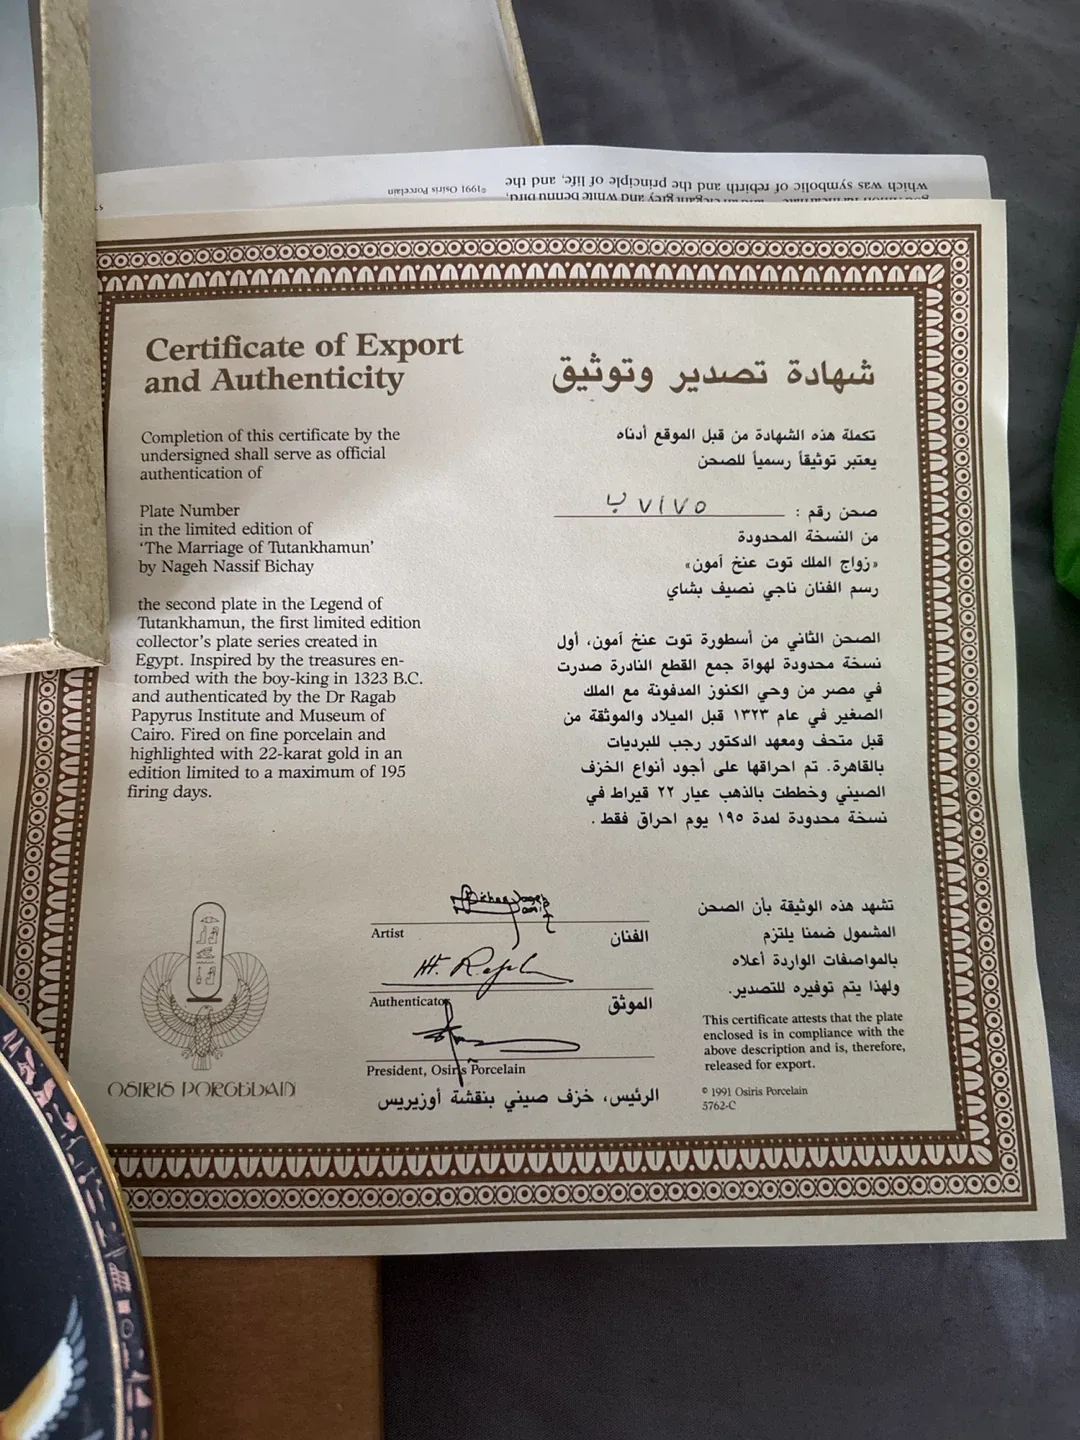 which was symbolic of rebirth and the principle of life, and the
©1991 Osiris Porcelain
Certificate of Export
and Authenticity
Completion of this certificate by the
undersigned shall serve as official
authentication of
Plate Number
in the limited edition of
‘The Marriage of Tutankhamun’
by Nageh Nassif Bichay
the second plate in the Legend of
Tutankhamun, the first limited edition
collector’s plate series created in
Egypt. Inspired by the treasures en-
tombed with the boy-king in 1323 B.C.
and authenticated by the Dr Ragab
Papyrus Institute and Museum of
Cairo. Fired on fine porcelain and
highlighted with 22-karat gold in an
edition limited to a maximum of 195
firing days.
شهادة تصدير وتوثيق
تكملة هذه الشهادة من قبل الموقع أدناه
يعتبر توثيقاً رسمياً للصحن
صحن رقم : ٧١٧٥ ب
من النسخة المحدودة
«زواج الملك توت عنخ آمون»
رسم الفنان ناجي نصيف بشاي
الصحن الثاني من أسطورة توت عنخ آمون، أول
نسخة محدودة لهواة جمع القطع النادرة صدرت
في مصر من وحي الكنوز المدفونة مع الملك
الصغير في عام ١٣٢٣ قبل الميلاد والموثقة من
قبل متحف ومعهد الدكتور رجب للبرديات
بالقاهرة. تم احراقها على أجود أنواع الخزف
الصيني وخططت بالذهب عيار ٢٢ قيراط في
نسخة محدودة لمدة ١٩٥ يوم احراق فقط .
OSIRIS PORCELAIN
Artist الفنان
Authenticator الموثق
President, Osiris Porcelain
الرئيس، خزف صيني بنقشة أوزيريس
تشهد هذه الوثيقة بأن الصحن
المشمول ضمنا يلتزم
بالمواصفات الواردة أعلاه
ولهذا يتم توفيره للتصدير.
This certificate attests that the plate
enclosed is in compliance with the
above description and is, therefore,
released for export.
© 1991 Osiris Porcelain
5762-C